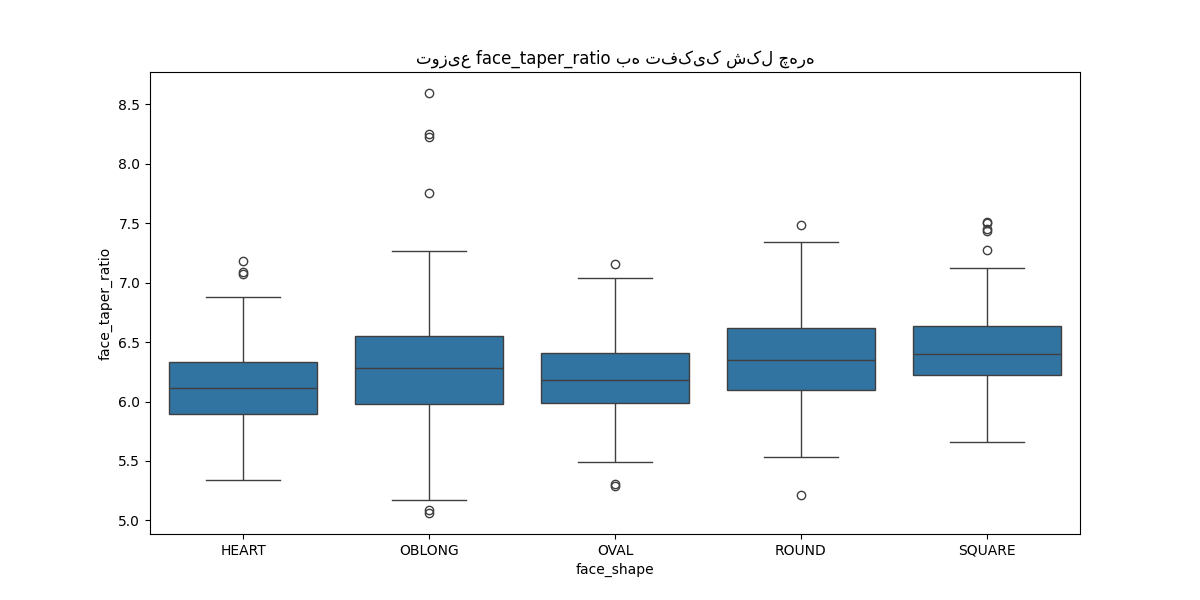 توزیع face_taper_ratio به تفکیک شکل چهره
face_taper_ratio
8.5
8.0
7.5
7.0
6.5
6.0
5.5
5.0
HEART OBLONG OVAL ROUND SQUARE
face_shape